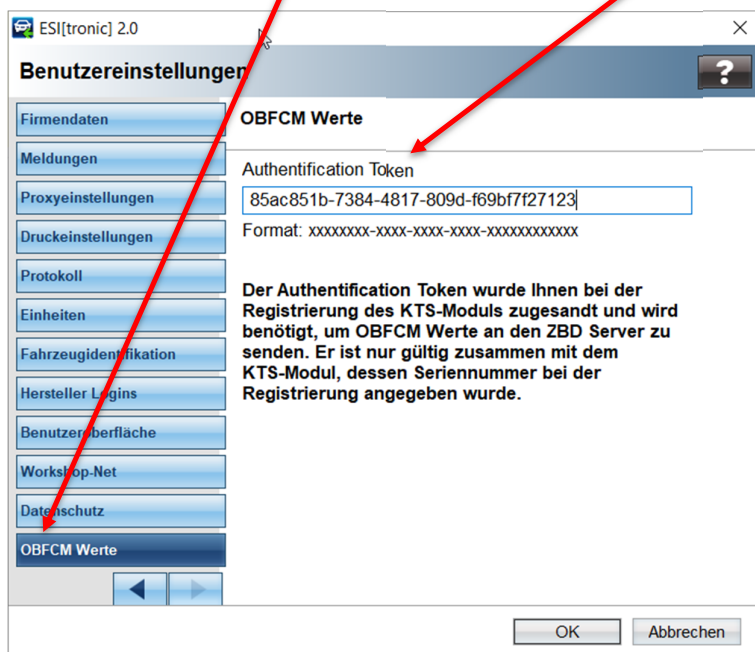 ESI[tronic] 2.0
Benutzereinstellungen
?
Firmendaten
Meldungen
Proxyeinstellungen
Druckeinstellungen
Protokoll
Einheiten
Fahrzeugidentifikation
Hersteller Logins
Benutzeroberfläche
Workshop-Net
Datenschutz
OBFCM Werte
OBFCM Werte
Authentification Token
85ac851b-7384-4817-809d-f69bf7f27123
Format: xxxxxxxx-xxxx-xxxx-xxxx-xxxxxxxxxxxx
Der Authentification Token wurde Ihnen bei der
Registrierung des KTS-Moduls zugesandt und wird
benötigt, um OBFCM Werte an den ZBD Server zu
senden. Er ist nur gültig zusammen mit dem
KTS-Modul, dessen Seriennummer bei der
Registrierung angegeben wurde.
OK
Abbrechen